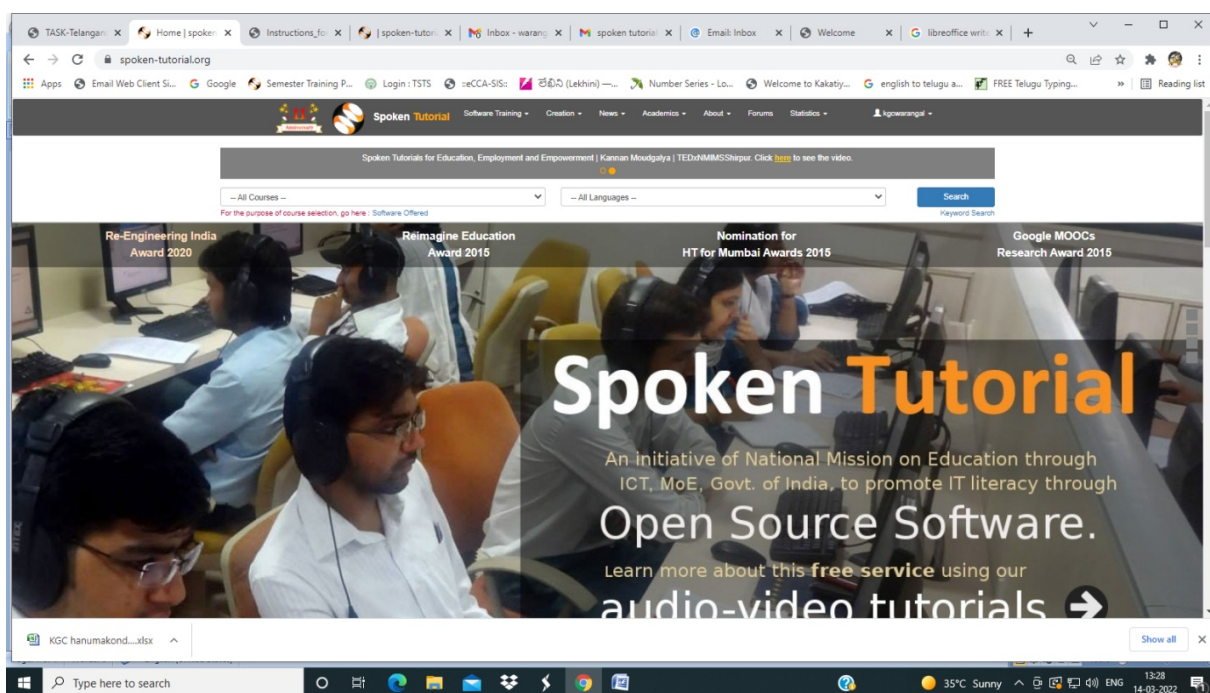 TASK-Telangan
Home | spoken
Instructions_for
| spoken-tutori
Inbox - warang
spoken tutorial
Email: Inbox
Welcome
libreoffice write
spoken-tutorial.org
Apps
Email Web Client Si...
Google
Semester Training P...
Login : TSTS
::eCCA-SIS::
లేఖిని (Lekhini) —...
Number Series - Lo...
Welcome to Kakatiy...
english to telugu a...
FREE Telugu Typing...
»
Reading list
Spoken Tutorial
Software Training
Creation
News
Academics
About
Forums
Statistics
kgcwarangal
Spoken Tutorials for Education, Employment and Empowerment | Kannan Moudgalya | TEDxNMIMSShirpur. Click here to see the video.
-- All Courses --
-- All Languages --
Search
For the purpose of course selection, go here : Software Offered
Keyword Search
Re-Engineering India
Award 2020
Reimagine Education
Award 2015
Nomination for
HT for Mumbai Awards 2015
Google MOOCs
Research Award 2015
Spoken Tutorial
An initiative of National Mission on Education through
ICT, MoE, Govt. of India, to promote IT literacy through
Open Source Software.
Learn more about this free service using our
audio-video tutorials
KGC hanumakond....xlsx
Show all
Type here to search
35°C Sunny
ENG
13:28
14-03-2022